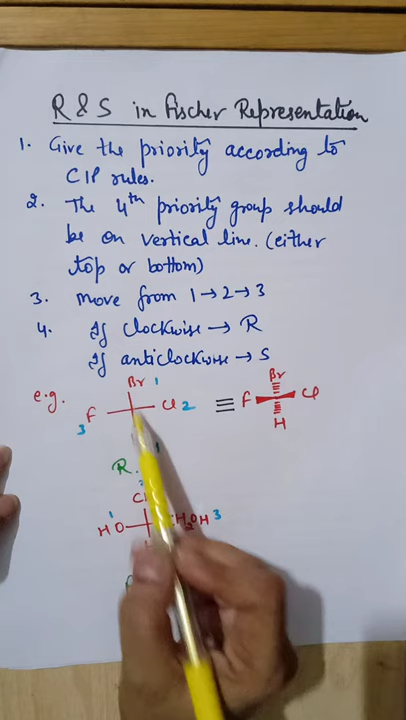 R & S in Fischer Representation
1. Give the priority according to
CIP rules.
2. The 4th priority group should
be on vertical line. (either
top or bottom)
3. Move from 1 → 2 → 3
4. If clockwise → R
If anticlockwise → S
e.g. Br 1
F Cl 2 ≡ F Br Cl
3 H
R
HO 1 CH2OH 3